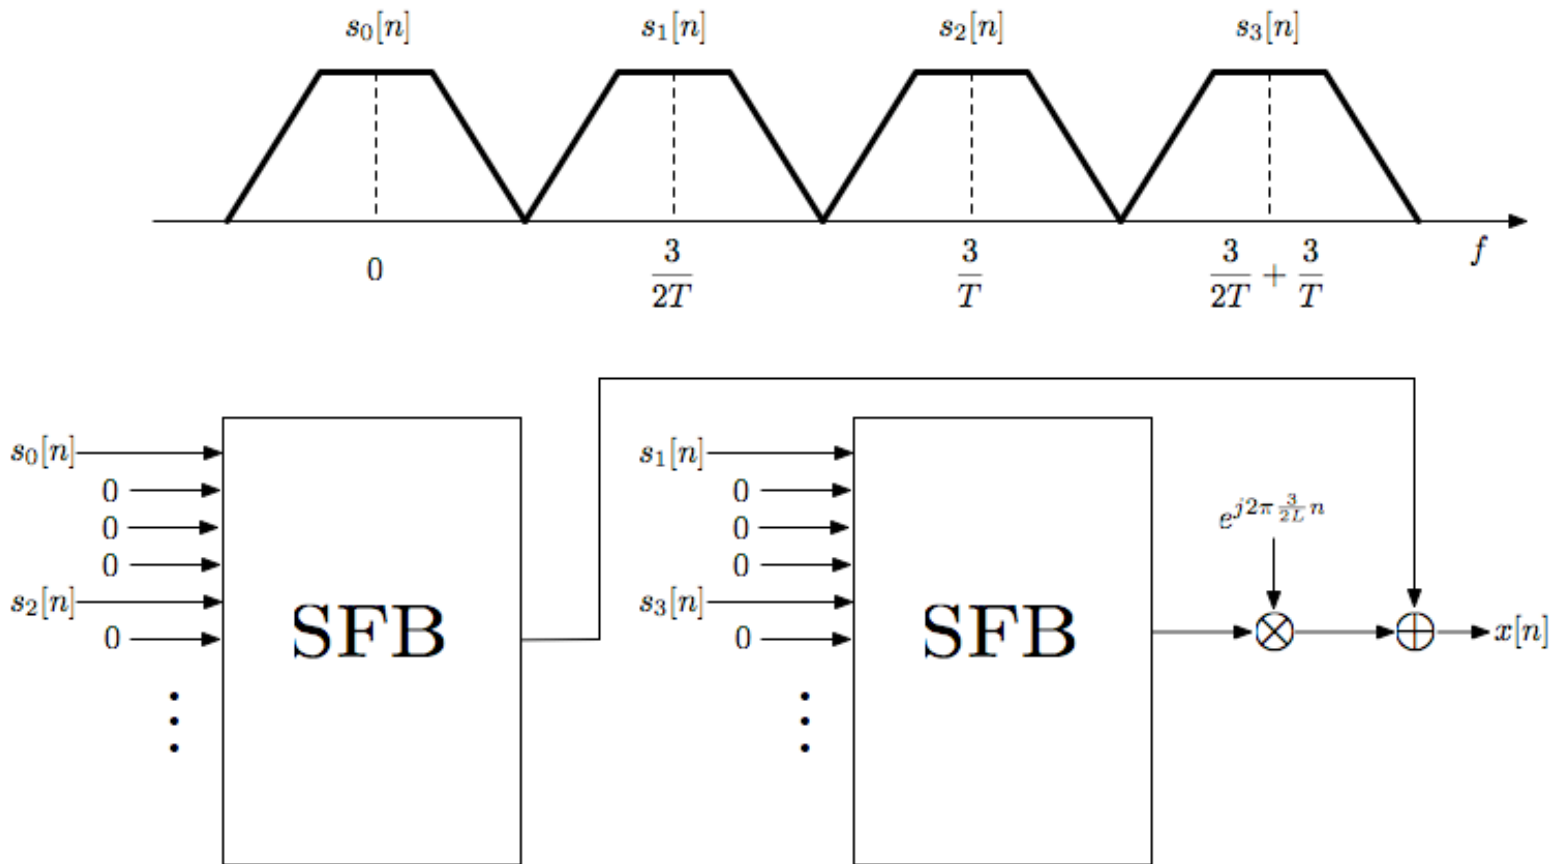 s₀[n] s₁[n] s₂[n] s₃[n]
0 3/2T 3/T 3/2T + 3/T f
s₀[n]
0
0
0
s₂[n]
0
SFB
s₁[n]
0
0
0
s₃[n]
0
SFB
e^{j2π \frac{3}{2L} n}
x[n]